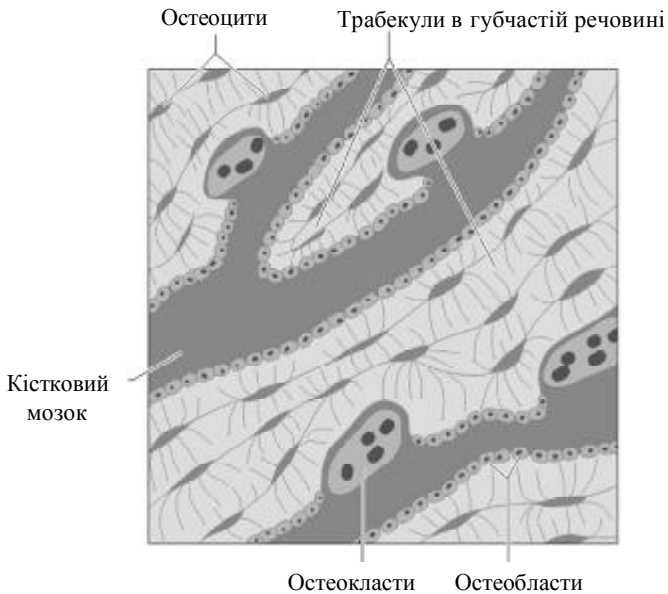 Остеоцити
Трабекули в губчастій речовині
Кістковий
мозок
Остеокласти
Остеобласти